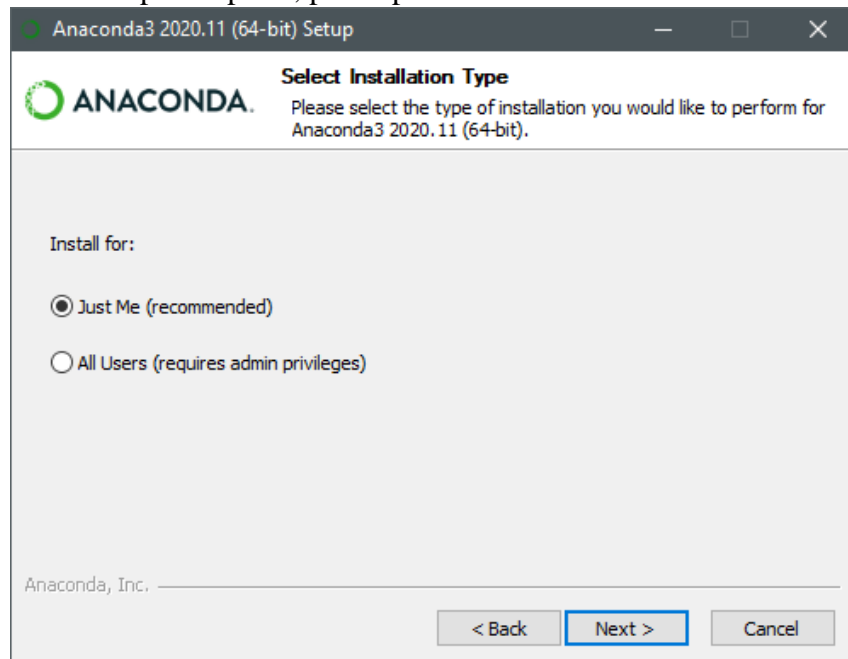 Anaconda3 2020.11 (64-bit) Setup
ANACONDA.
Select Installation Type
Please select the type of installation you would like to perform for
Anaconda3 2020.11 (64-bit).
Install for:
Just Me (recommended)
All Users (requires admin privileges)
Anaconda, Inc.
< Back
Next >
Cancel